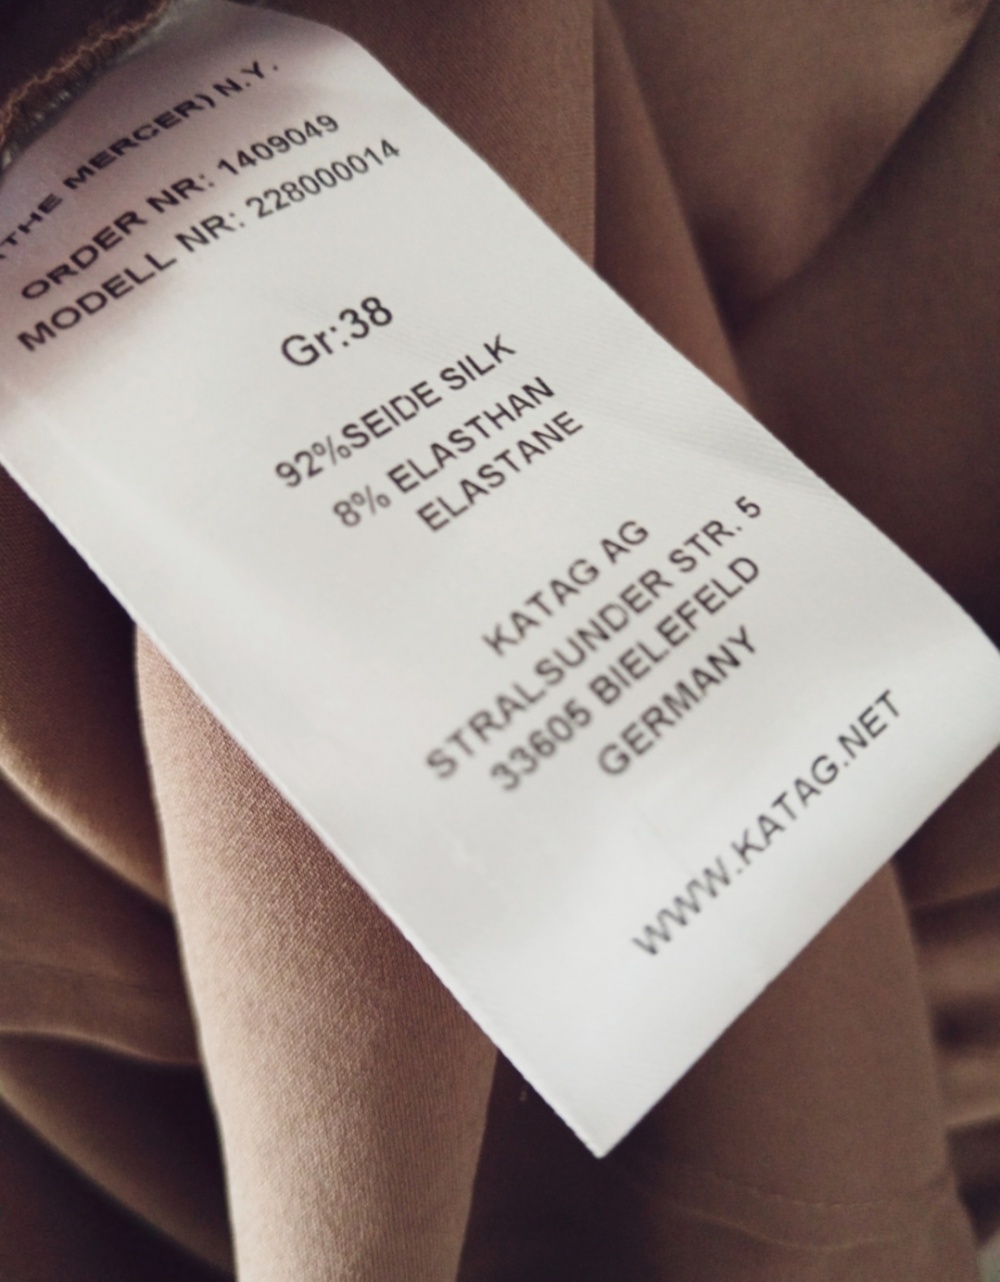 (THE MERCER) N.Y.
ORDER NR: 1409049
MODELL NR: 228000014
Gr:38
92%SEIDE SILK
8% ELASTHAN
ELASTANE
KATAG AG
STRALSUNDER STR. 5
33605 BIELEFELD
GERMANY
WWW.KATAG.NET